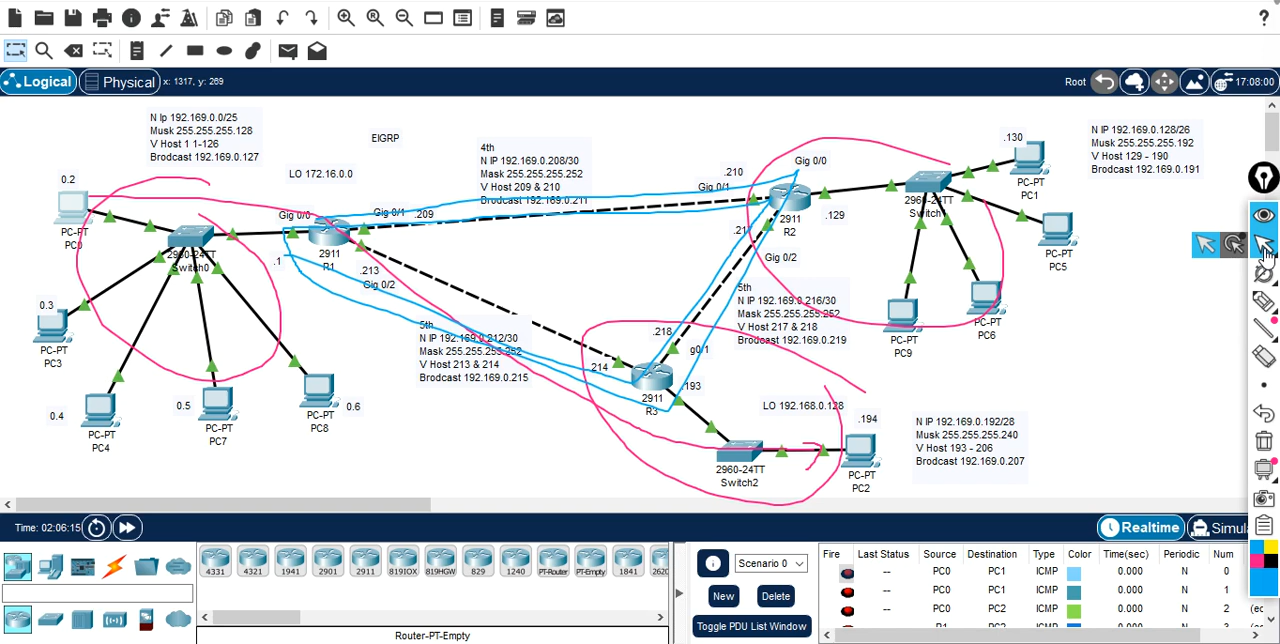 ?
Logical
Physical
x: 1317, y: 289
Root
17:08:00
N Ip 192.169.0.0/25
Musk 255.255.255.128
V Host 1 1-126
Brodcast 192.169.0.127
EIGRP
LO 172.16.0.0
4th
N IP 192.169.0.208/30
Mask 255.255.255.252
V Host 209 & 210
Brodcast 192.169.0.211
Gig 0/0
.130
N IP 192.169.0.128/26
Musk 255.255.255.192
V Host 129 - 190
Brodcast 192.169.0.191
0.2
PC-PT
PC0
.210
Gig 0/1
2911
R2
.129
2960-24TT
Switch
PC-PT
PC1
Gig 0/0
Gig 0/1
.209
2911
R1
.1
.213
Gig 0/2
2960-24TT
Switch0
.21
Gig 0/2
PC-PT
PC5
0.3
PC-PT
PC3
5th
N IP 192.169.0.216/30
Mask 255.255.255.252
V Host 217 & 218
Brodcast 192.169.0.219
PC-PT
PC9
PC-PT
PC6
5th
N IP 192.169.0.212/30
Mask 255.255.255.252
V Host 213 & 214
Brodcast 192.169.0.215
.218
g0/1
214
.193
2911
R3
0.4
PC-PT
PC4
0.5
PC-PT
PC7
PC-PT
PC8
0.6
LO 192.168.0.128
.194
2960-24TT
Switch2
PC-PT
PC2
N IP 192.169.0.192/28
Musk 255.255.255.240
V Host 193 - 206
Brodcast 192.169.0.207
Time: 02:06:15
Realtime
Simul
4331
4321
1941
2901
2911
819IOX
819HGW
829
1240
PT-Router
PT-Empty
1841
2620
Router-PT-Empty
Scenario 0
New
Delete
Toggle PDU List Window
Fire Last Status Source Destination Type Color Time(sec) Periodic Num
-- PC0 PC1 ICMP 0.000 N 0
-- PC0 PC1 ICMP 0.000 N 1
-- PC0 PC2 ICMP 0.000 N 2 (ec